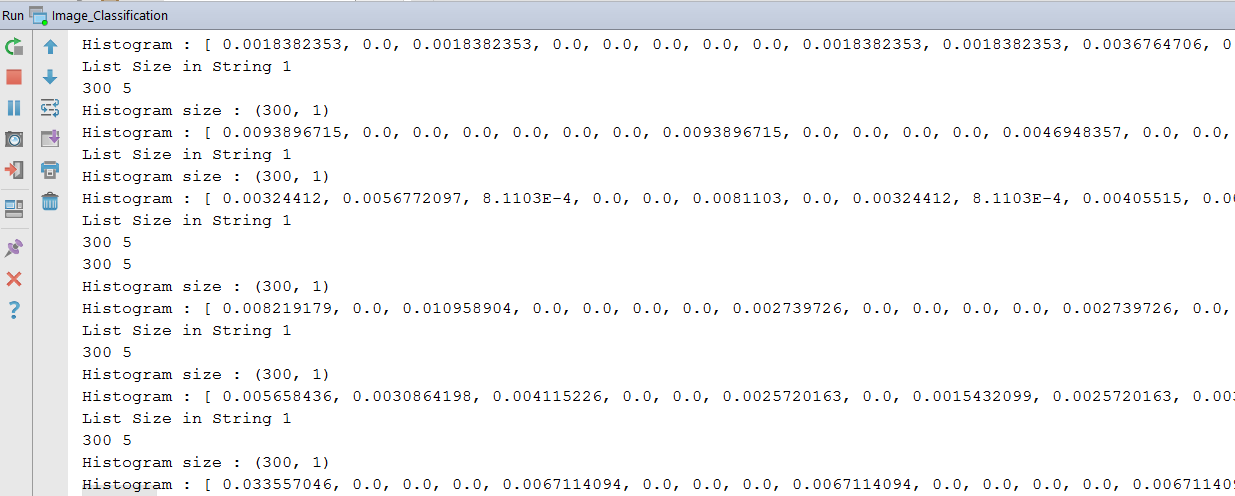 Run Image_Classification
Histogram : [ 0.0018382353, 0.0, 0.0018382353, 0.0, 0.0, 0.0, 0.0, 0.0, 0.0018382353, 0.0018382353, 0.0036764706, 0
List Size in String 1
300 5
Histogram size : (300, 1)
Histogram : [ 0.0093896715, 0.0, 0.0, 0.0, 0.0, 0.0, 0.0, 0.0093896715, 0.0, 0.0, 0.0, 0.0, 0.0046948357, 0.0, 0.0,
List Size in String 1
Histogram size : (300, 1)
Histogram : [ 0.00324412, 0.0056772097, 8.1103E-4, 0.0, 0.0, 0.0081103, 0.0, 0.00324412, 8.1103E-4, 0.00405515, 0.0
List Size in String 1
300 5
300 5
Histogram size : (300, 1)
Histogram : [ 0.008219179, 0.0, 0.010958904, 0.0, 0.0, 0.0, 0.0, 0.002739726, 0.0, 0.0, 0.0, 0.0, 0.002739726, 0.0,
List Size in String 1
300 5
Histogram size : (300, 1)
Histogram : [ 0.005658436, 0.0030864198, 0.004115226, 0.0, 0.0, 0.0025720163, 0.0, 0.0015432099, 0.0025720163, 0.00
List Size in String 1
300 5
Histogram size : (300, 1)
Histogram : [ 0.033557046, 0.0, 0.0, 0.0, 0.0067114094, 0.0, 0.0, 0.0, 0.0067114094, 0.0, 0.0, 0.0, 0.0, 0.00671140